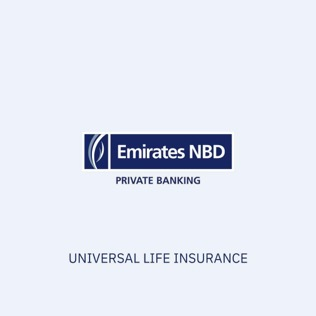 Emirates NBD
PRIVATE BANKING
UNIVERSAL LIFE INSURANCE